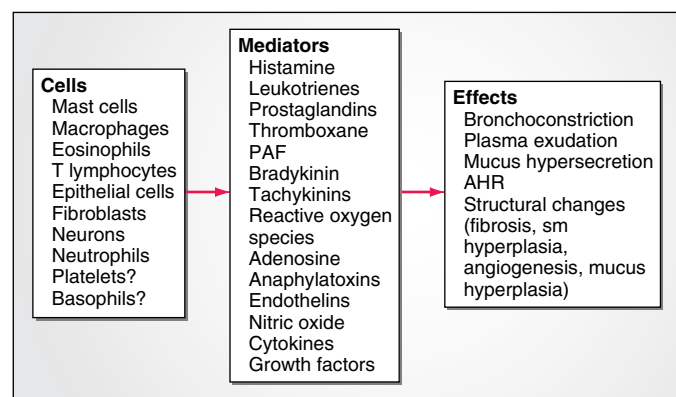 Cells
Mast cells
Macrophages
Eosinophils
T lymphocytes
Epithelial cells
Fibroblasts
Neurons
Neutrophils
Platelets?
Basophils?
Mediators
Histamine
Leukotrienes
Prostaglandins
Thromboxane
PAF
Bradykinin
Tachykinins
Reactive oxygen
species
Adenosine
Anaphylatoxins
Endothelins
Nitric oxide
Cytokines
Growth factors
Effects
Bronchoconstriction
Plasma exudation
Mucus hypersecretion
AHR
Structural changes
(fibrosis, sm
hyperplasia,
angiogenesis, mucus
hyperplasia)